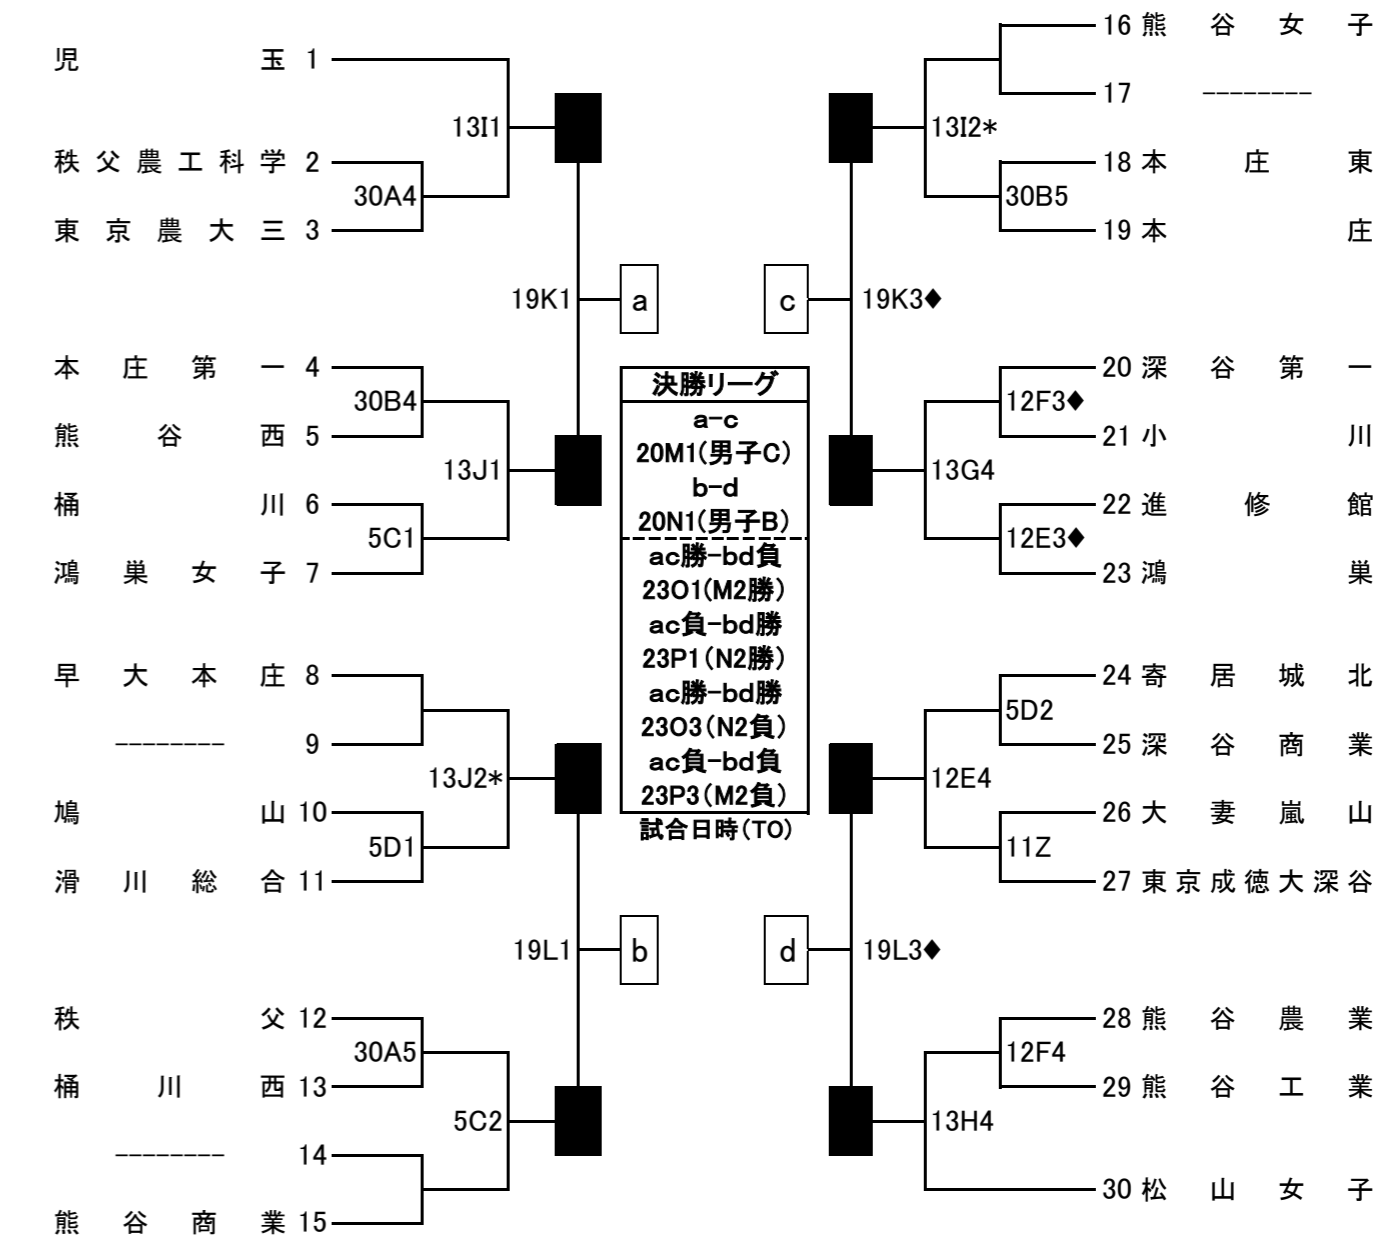 児玉 1
13I1
秩父農工科学 2
30A4
東京農大三 3
19K1
a
本庄第一 4
30B4
熊谷西 5
13J1
桶川 6
5C1
鴻巣女子 7
早大本庄 8
-------- 9
13J2*
鳩山 10
5D1
滑川総合 11
19L1
b
秩父 12
30A5
桶川西 13
5C2
-------- 14
熊谷商業 15
決勝リーグ
a-c
20M1(男子C)
b-d
20N1(男子B)
ac勝-bd負
23O1(M2勝)
ac負-bd勝
23P1(N2勝)
ac勝-bd勝
23O3(N2負)
ac負-bd負
23P3(M2負)
試合日時(TO)
16 熊谷女子
17 --------
13I2*
18 本庄東
30B5
19 本庄
c
19K3♦
20 深谷第一
12F3♦
21 小川
13G4
22 進修館
12E3♦
23 鴻巣
24 寄居城北
5D2
25 深谷商業
12E4
26 大妻嵐山
11Z
27 東京成徳大深谷
d
19L3♦
28 熊谷農業
12F4
29 熊谷工業
13H4
30 松山女子